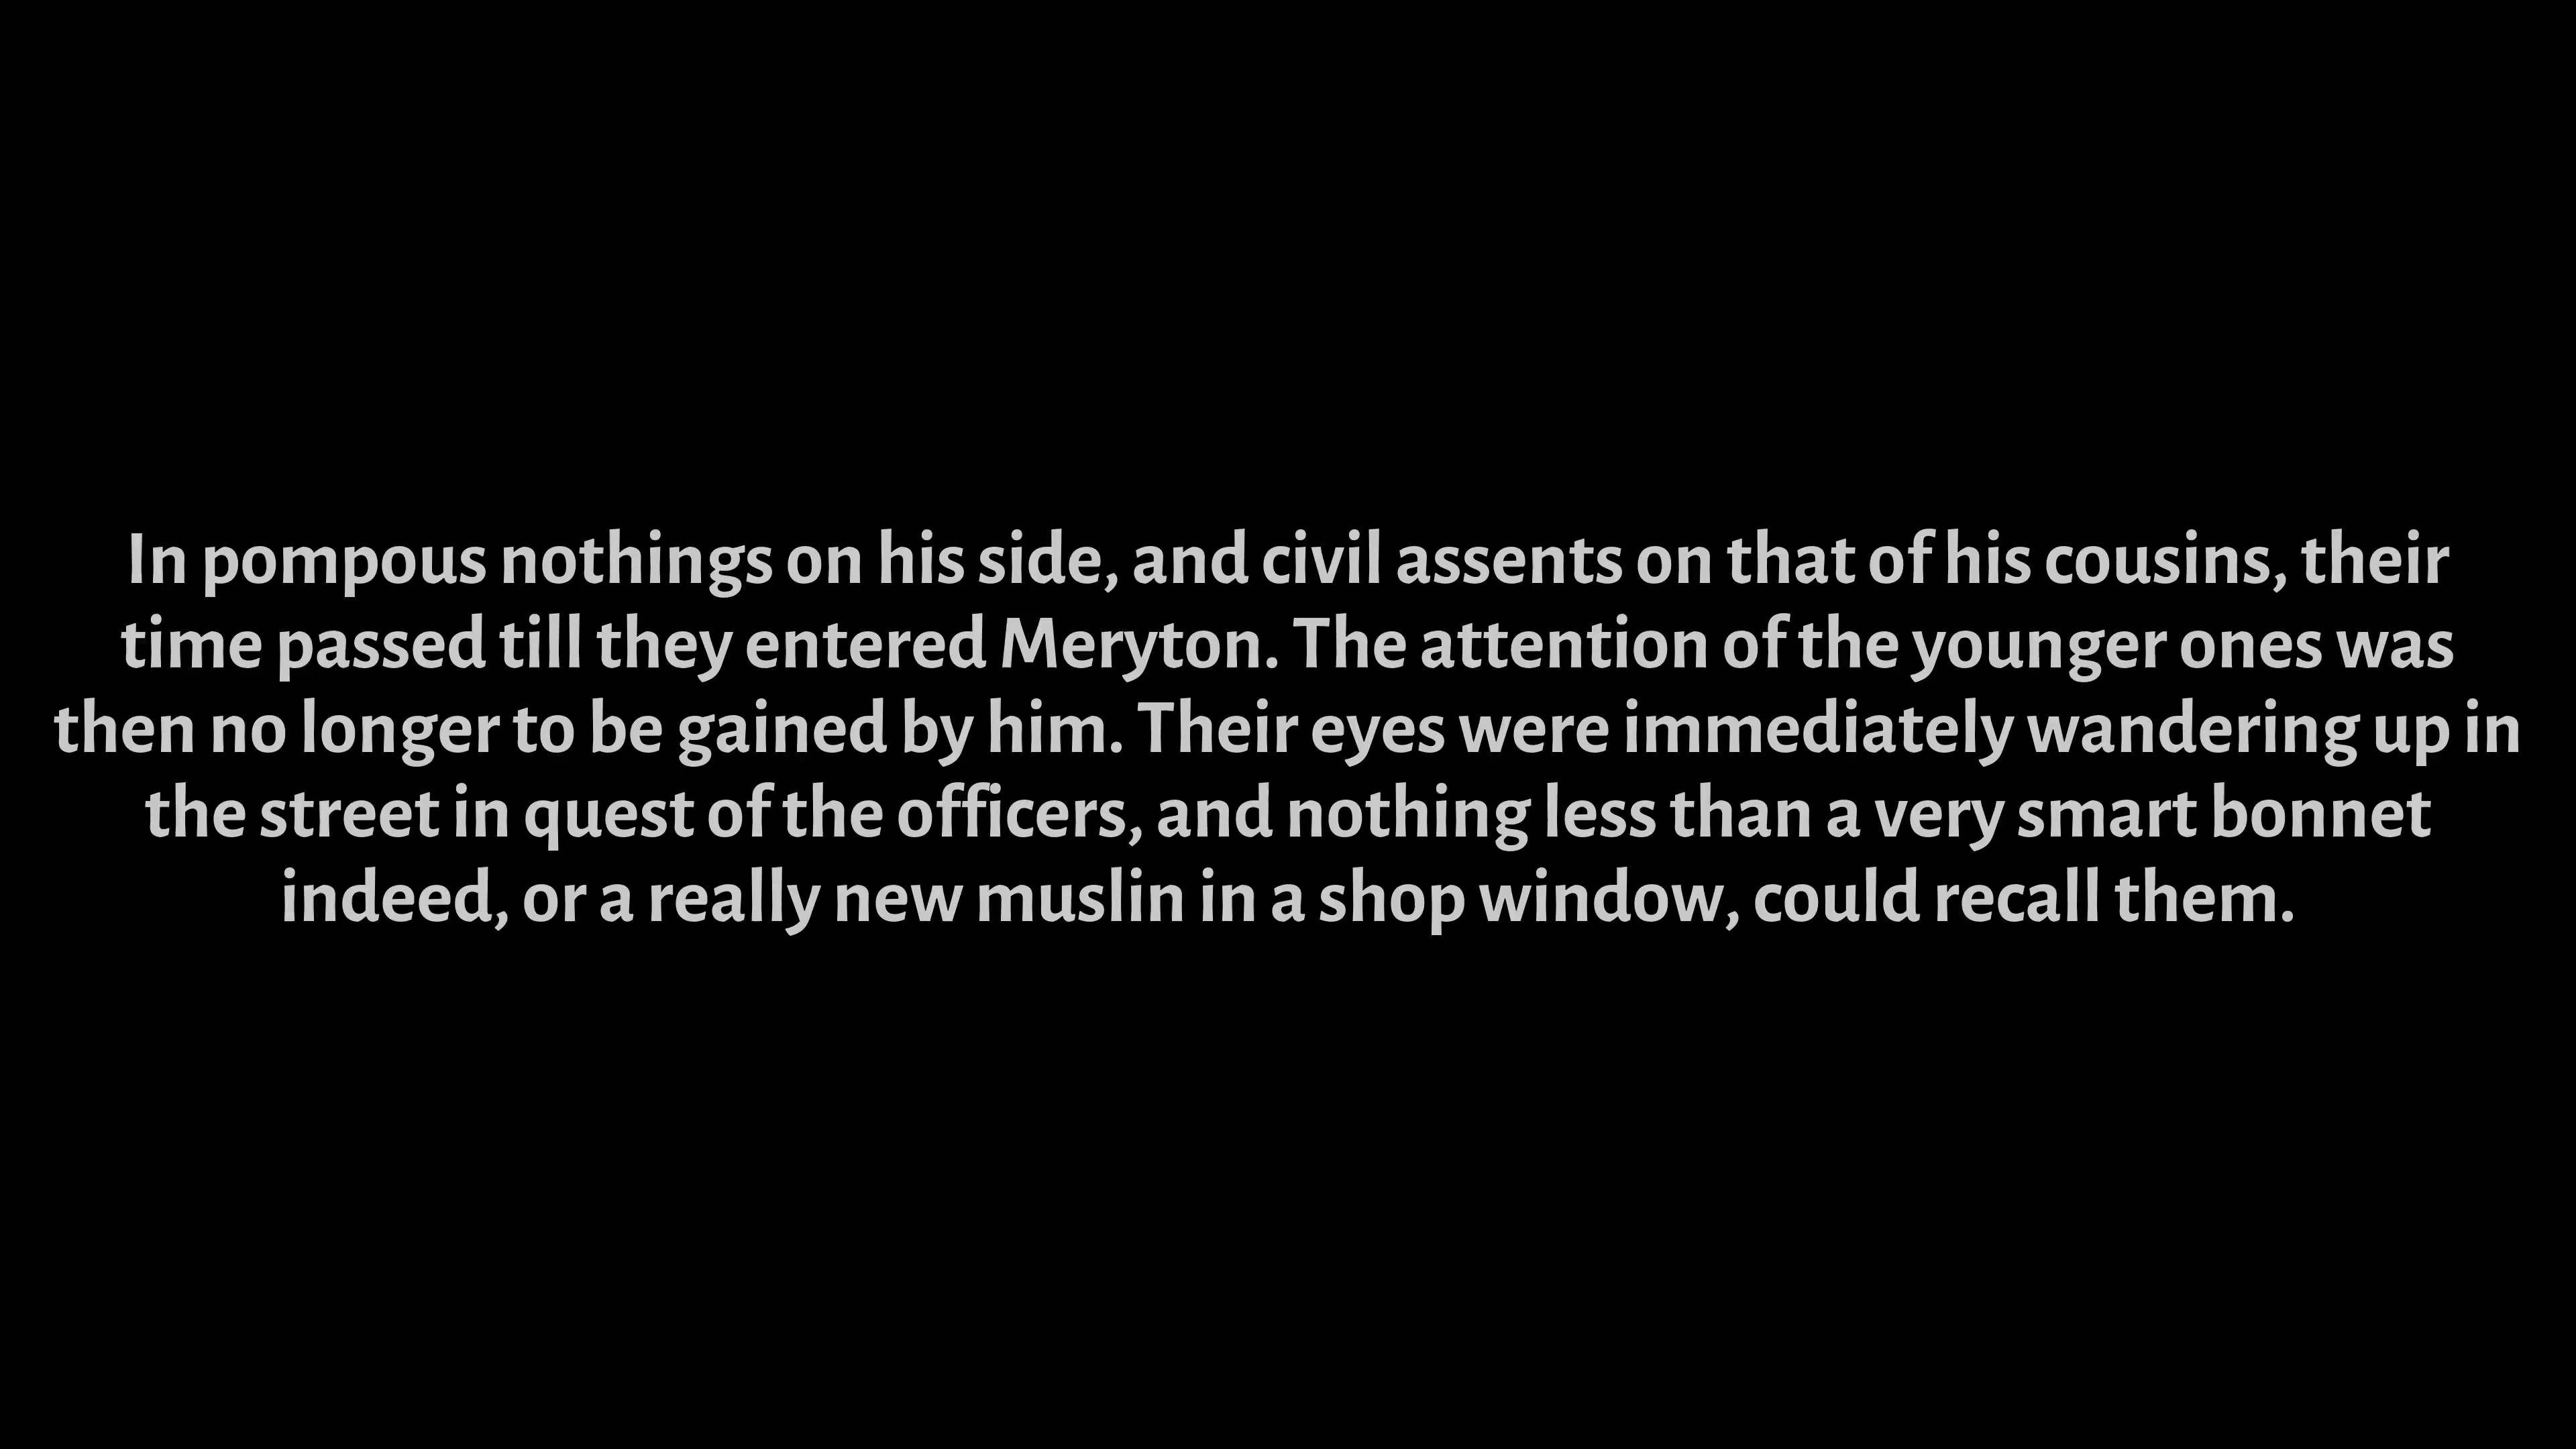 In pompous nothings on his side, and civil assents on that of his cousins, their
time passed till they entered Meryton. The attention of the younger ones was
then no longer to be gained by him. Their eyes were immediately wandering up in
the street in quest of the officers, and nothing less than a very smart bonnet
indeed, or a really new muslin in a shop window, could recall them.